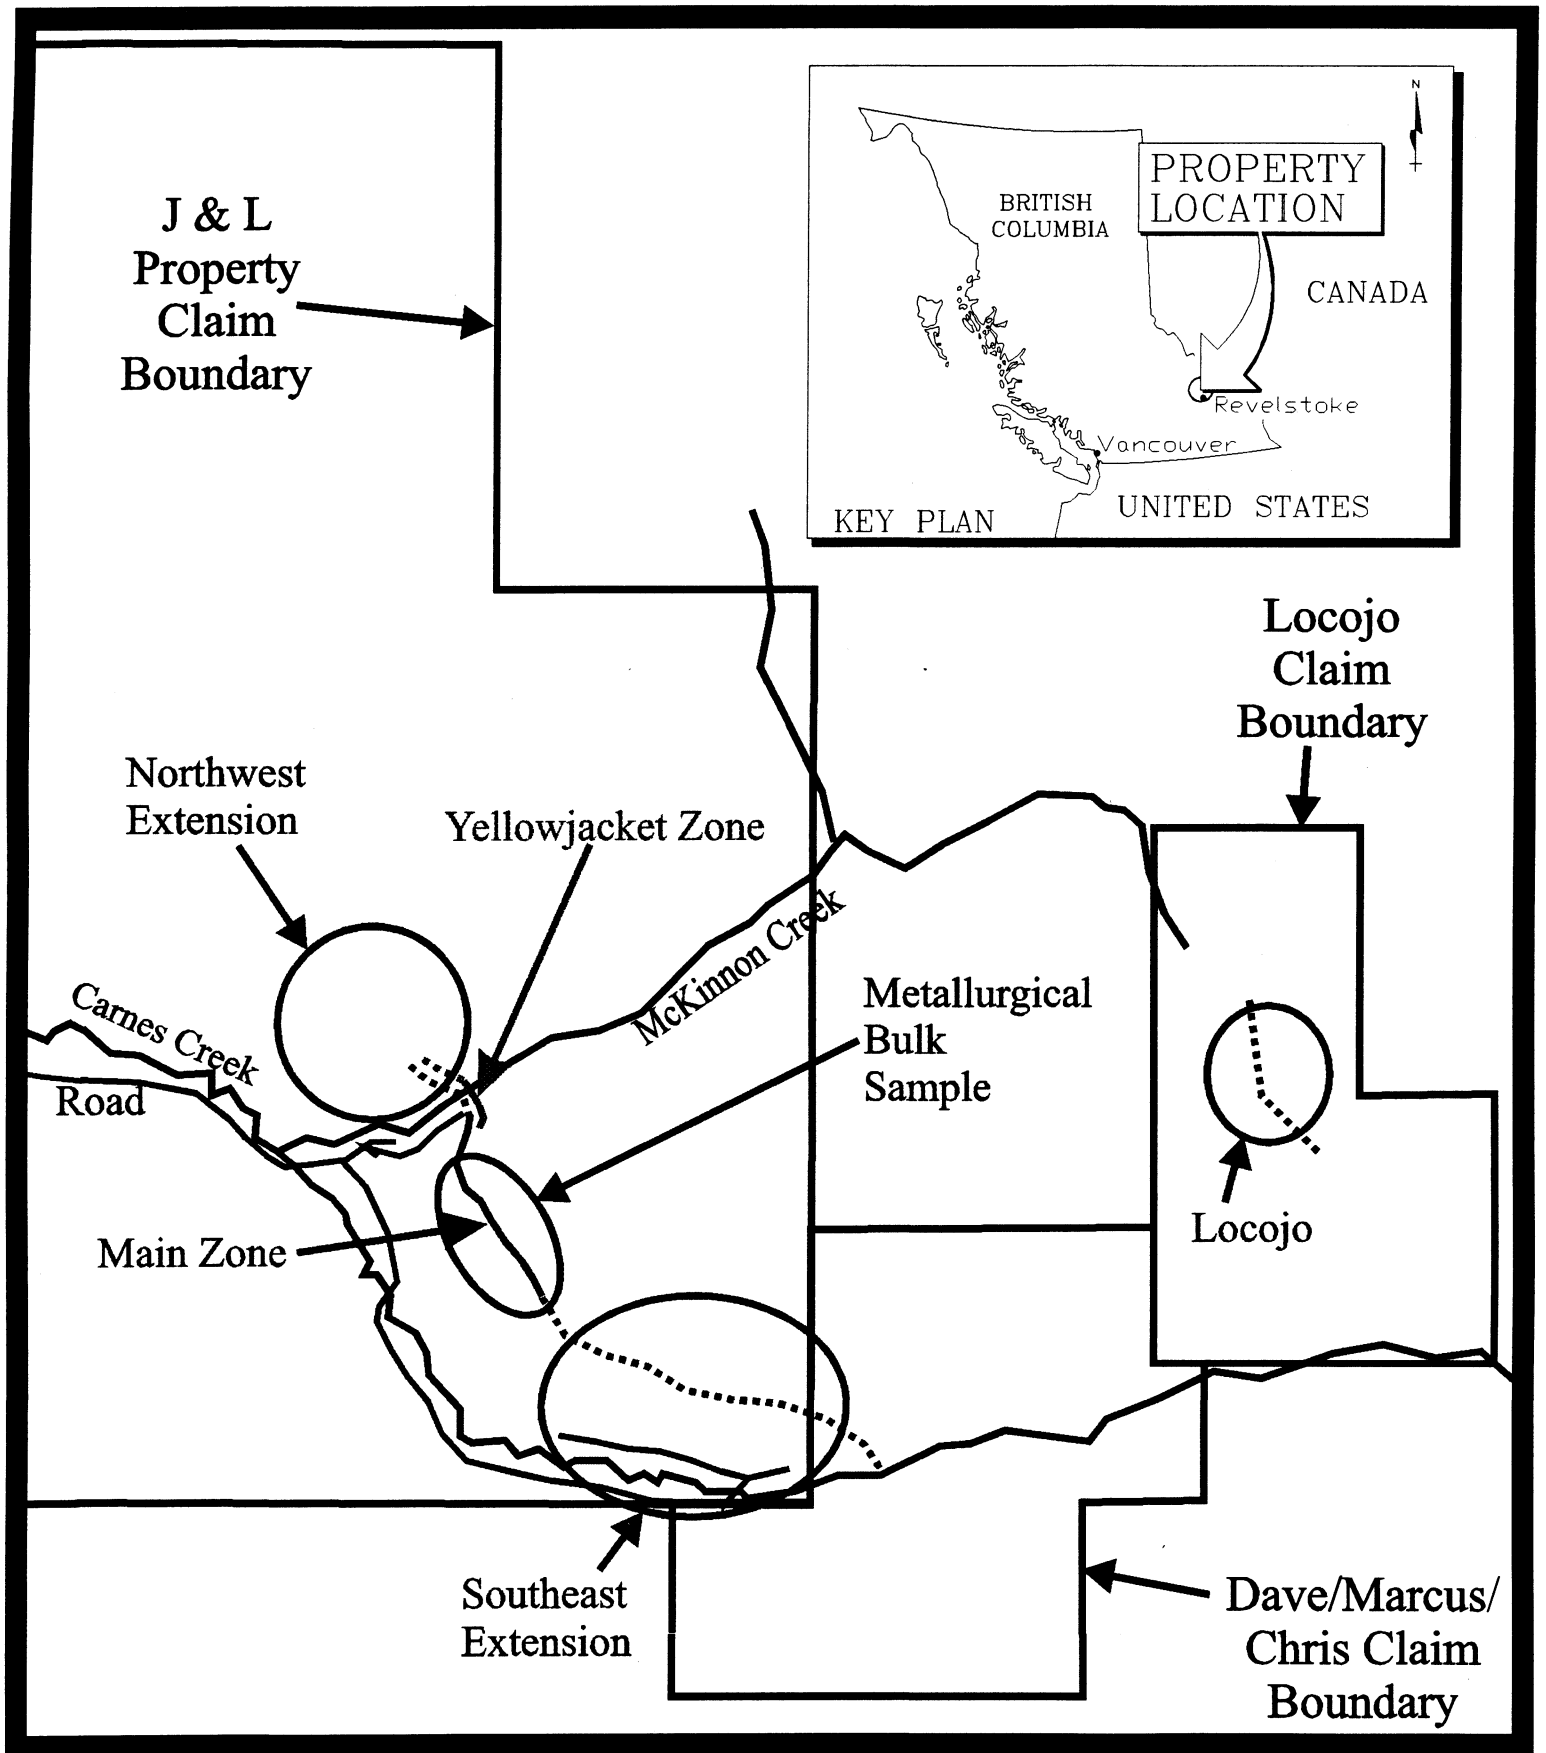 N
PROPERTY
LOCATION
BRITISH
COLUMBIA
CANADA
Revelstoke
Vancouver
UNITED STATES
KEY PLAN
J & L
Property
Claim
Boundary
Locojo
Claim
Boundary
Northwest
Extension
Yellowjacket Zone
McKinnon Creek
Metallurgical
Bulk
Sample
Carnes Creek
Road
Main Zone
Locojo
Southeast
Extension
Dave/Marcus/
Chris Claim
Boundary